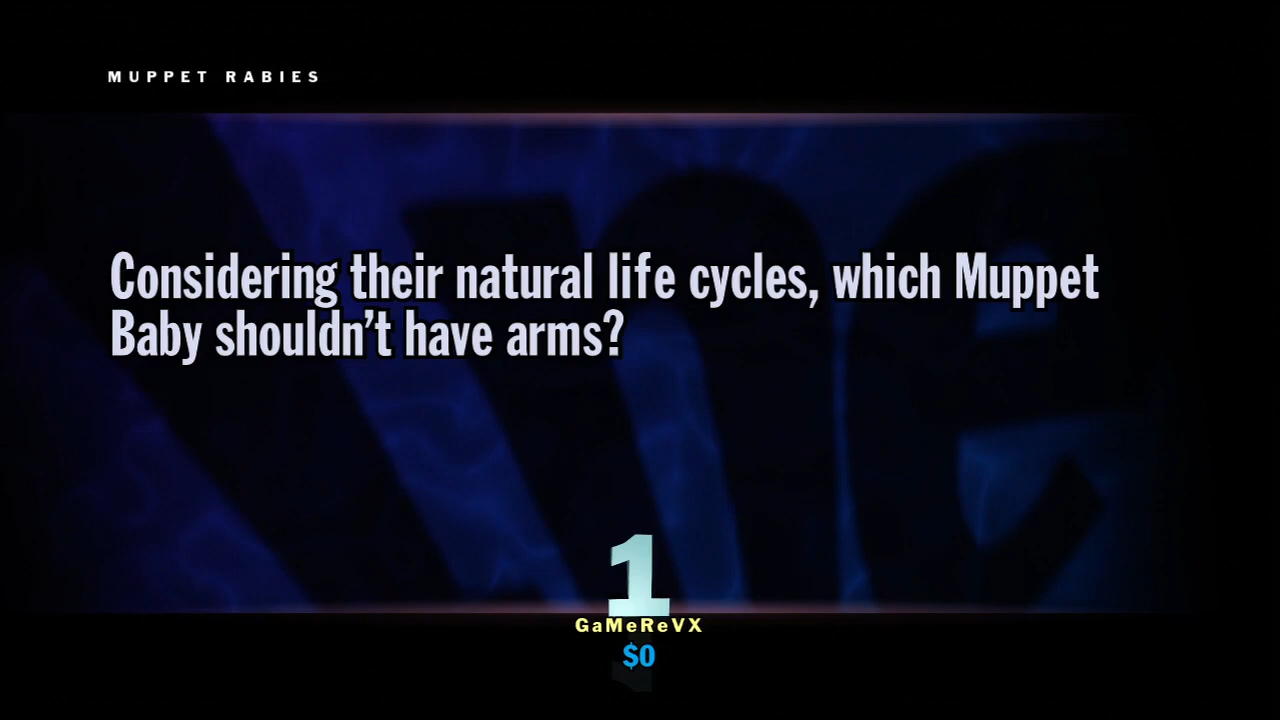 MUPPET RABIES
Considering their natural life cycles, which Muppet
Baby shouldn't have arms?
1
GaMeReVX
$0